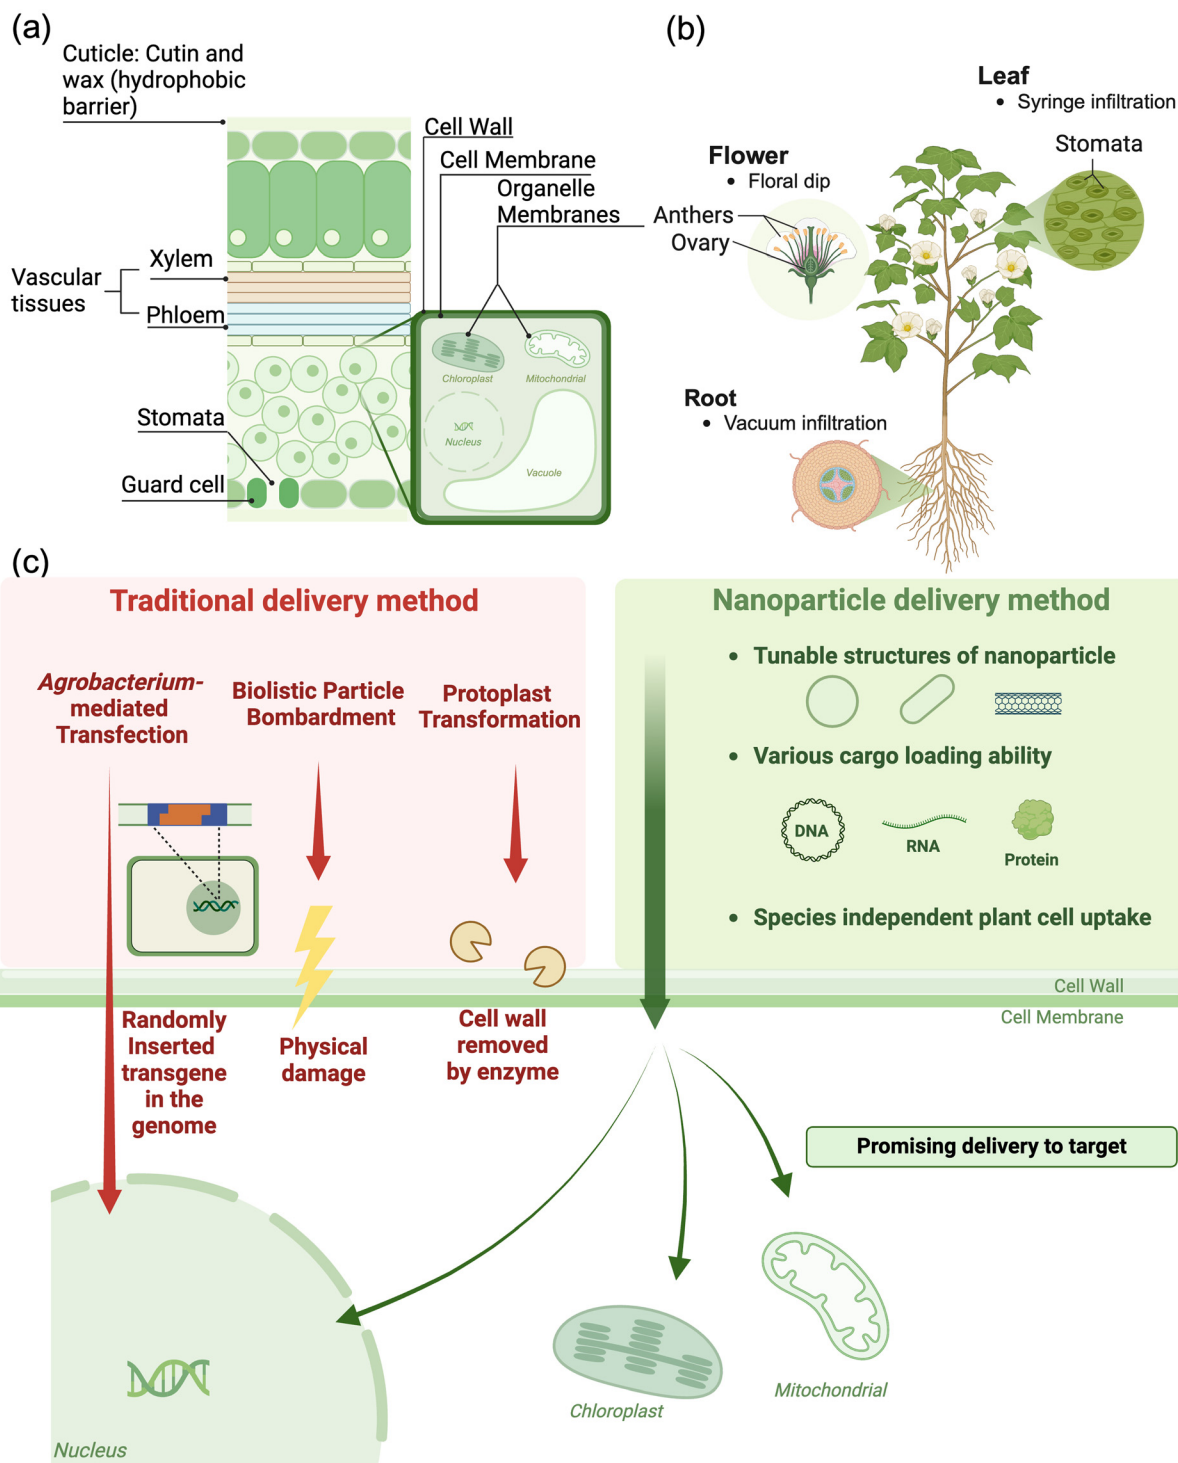 (a)
Cuticle: Cutin and
wax (hydrophobic
barrier)
Cell Wall
Cell Membrane
Organelle
Membranes
Vascular
tissues
Xylem
Phloem
Stomata
Guard cell
Chloroplast
Mitochondrial
Nucleus
Vacuole
(b)
Leaf
• Syringe infiltration
Stomata
Flower
• Floral dip
Anthers
Ovary
Root
• Vacuum infiltration
(c)
Traditional delivery method
Agrobacterium-
mediated
Transfection
Biolistic Particle
Bombardment
Protoplast
Transformation
Randomly
Inserted
transgene
in the
genome
Physical
damage
Cell wall
removed
by enzyme
Nanoparticle delivery method
• Tunable structures of nanoparticle
• Various cargo loading ability
DNA
RNA
Protein
• Species independent plant cell uptake
Cell Wall
Cell Membrane
Promising delivery to target
Mitochondrial
Chloroplast
Nucleus